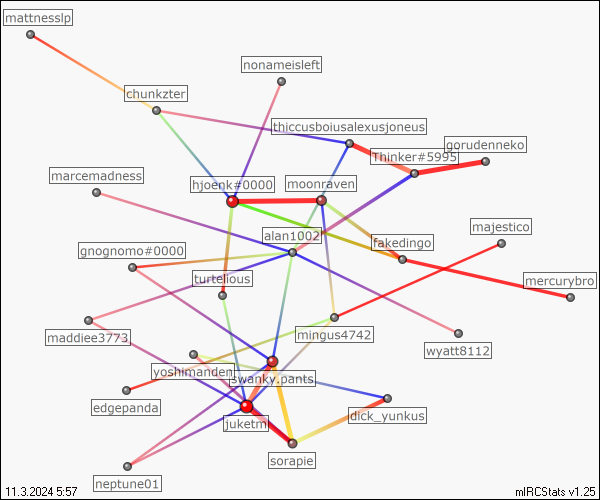 mattnesslp
nonameisleft
chunkzter
thiccusboiusalexusjoneus
gorudenneko
Thinker#5995
marcemadness
hjoenk#0000
moonraven
majestico
alan1002
gnognomo#0000
fakedingo
turtelious
mercurybro
maddiee3773
mingus4742
wyatt8112
yoshimanden
swanky.pants
edgepanda
dick_yunkus
juketm
sorapie
neptune01
11.3.2024 5:57
mIRCStats v1.25